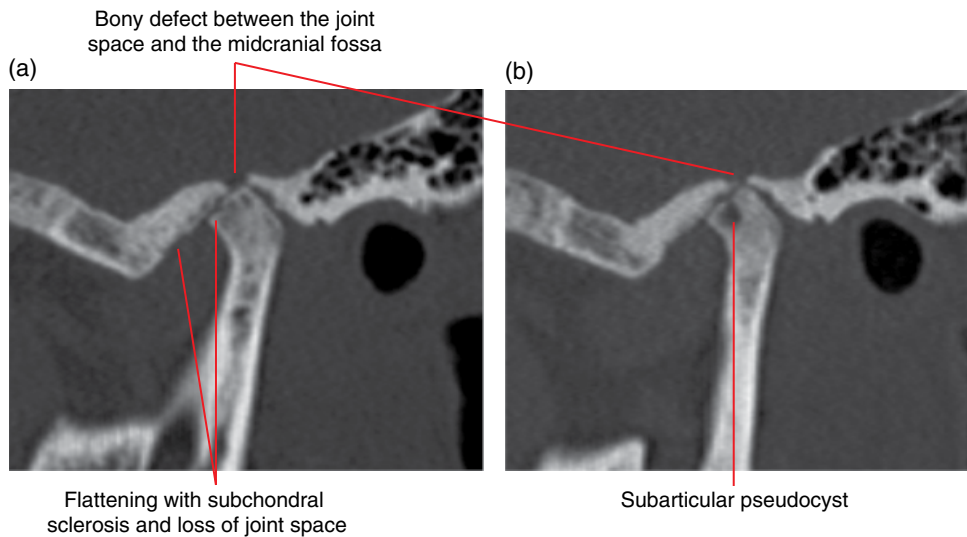 Bony defect between the joint
space and the midcranial fossa
(a)
(b)
Flattening with subchondral
sclerosis and loss of joint space
Subarticular pseudocyst